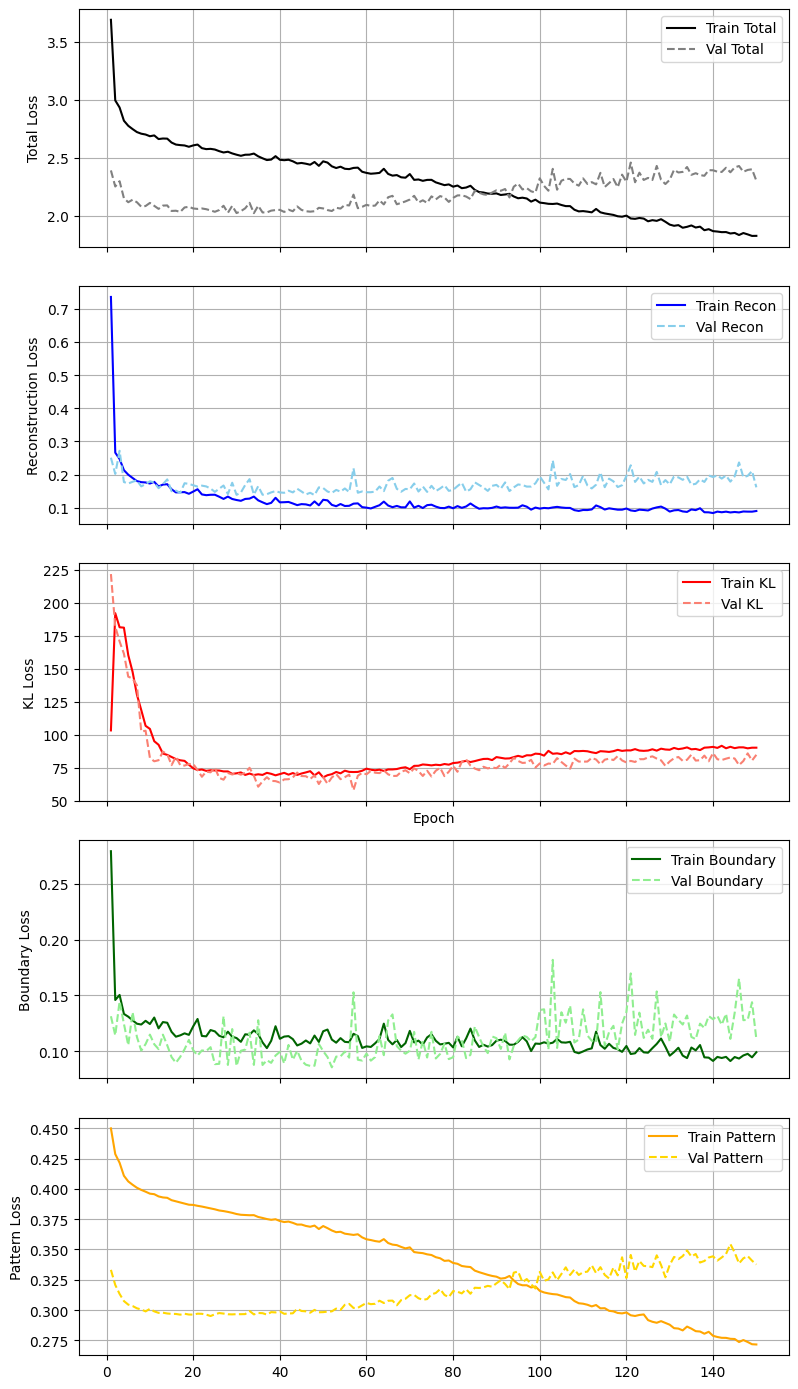 Total Loss
3.5
3.0
2.5
2.0
Train Total
Val Total
Reconstruction Loss
0.7
0.6
0.5
0.4
0.3
0.2
0.1
Train Recon
Val Recon
KL Loss
225
200
175
150
125
100
75
50
Train KL
Val KL
Epoch
Boundary Loss
0.25
0.20
0.15
0.10
Train Boundary
Val Boundary
Pattern Loss
0.450
0.425
0.400
0.375
0.350
0.325
0.300
0.275
Train Pattern
Val Pattern
0 20 40 60 80 100 120 140